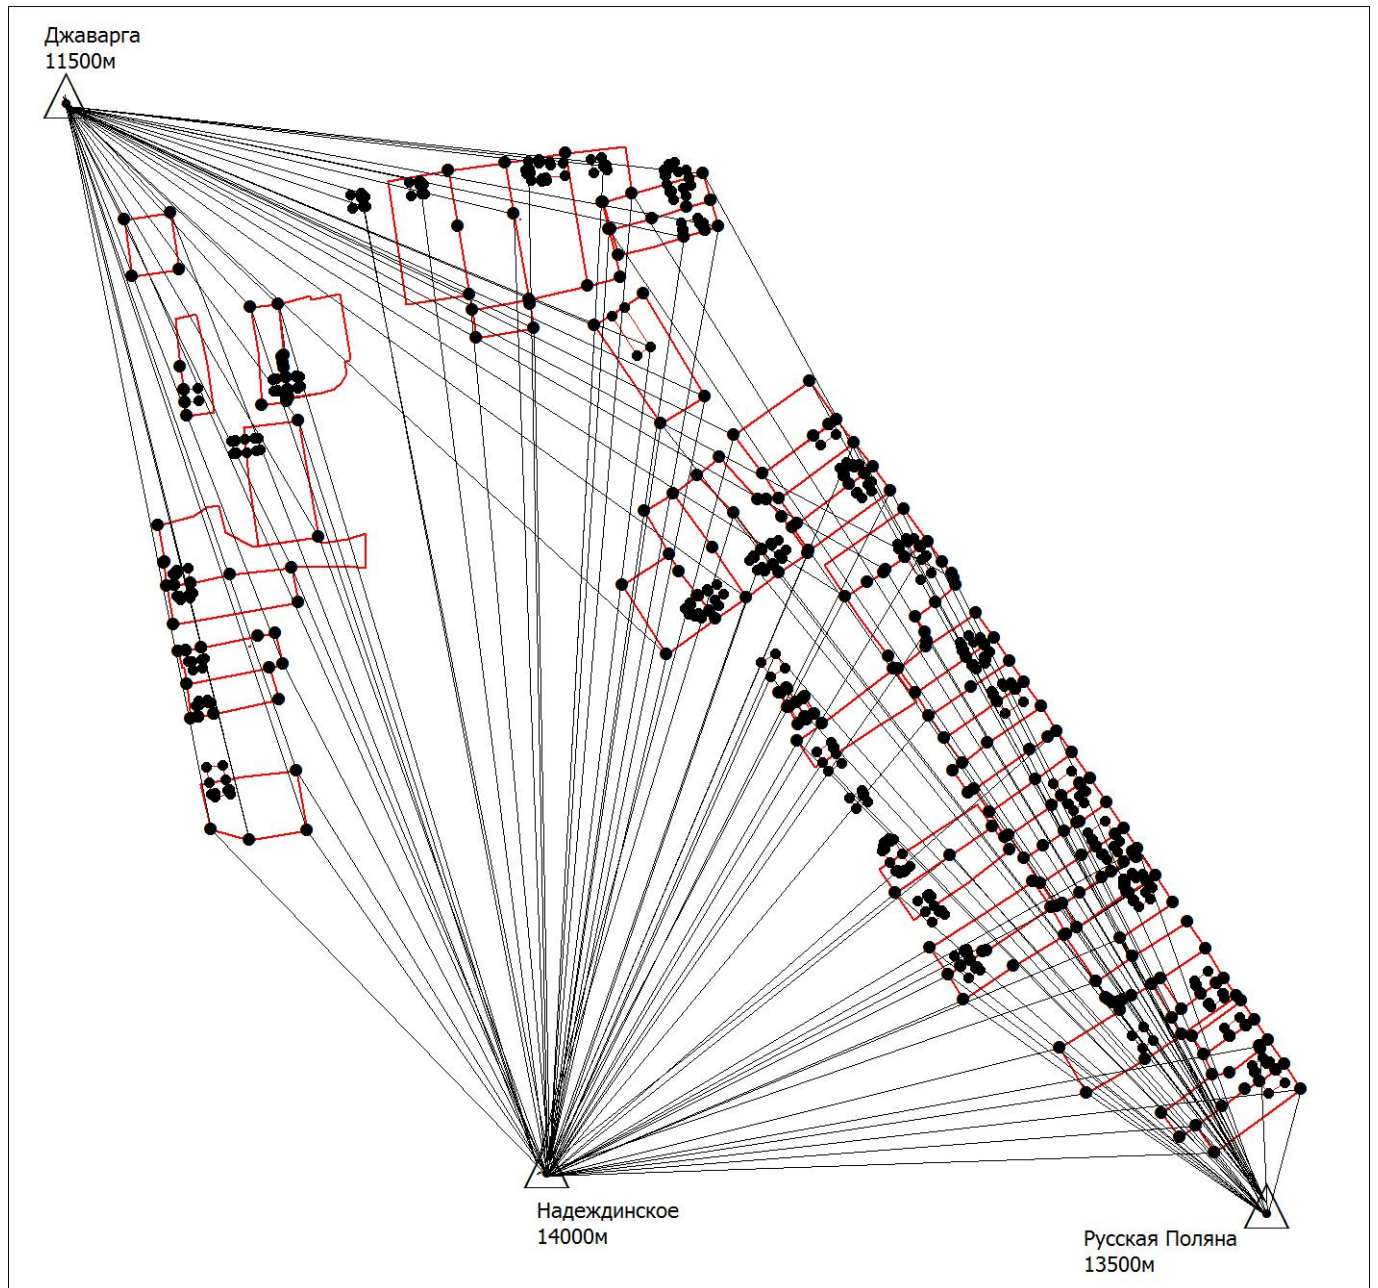 Джаварга
11500м
Надеждинское
14000м
Русская Поляна
13500м